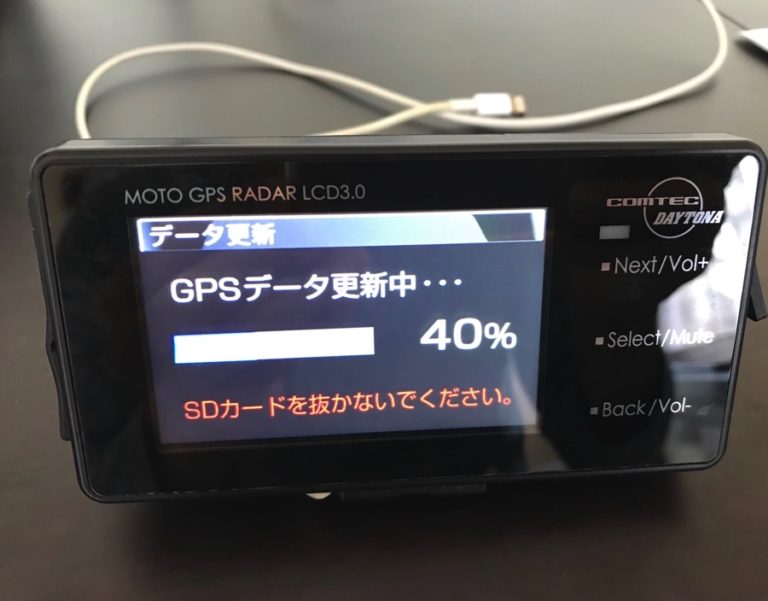 MOTO GPS RADAR LCD3.0
COMTEC
DAYTONA
データ更新
GPSデータ更新中・・・
40%
SDカードを抜かないでください。
Next/Vol+
Select/Mute
Back/Vol-